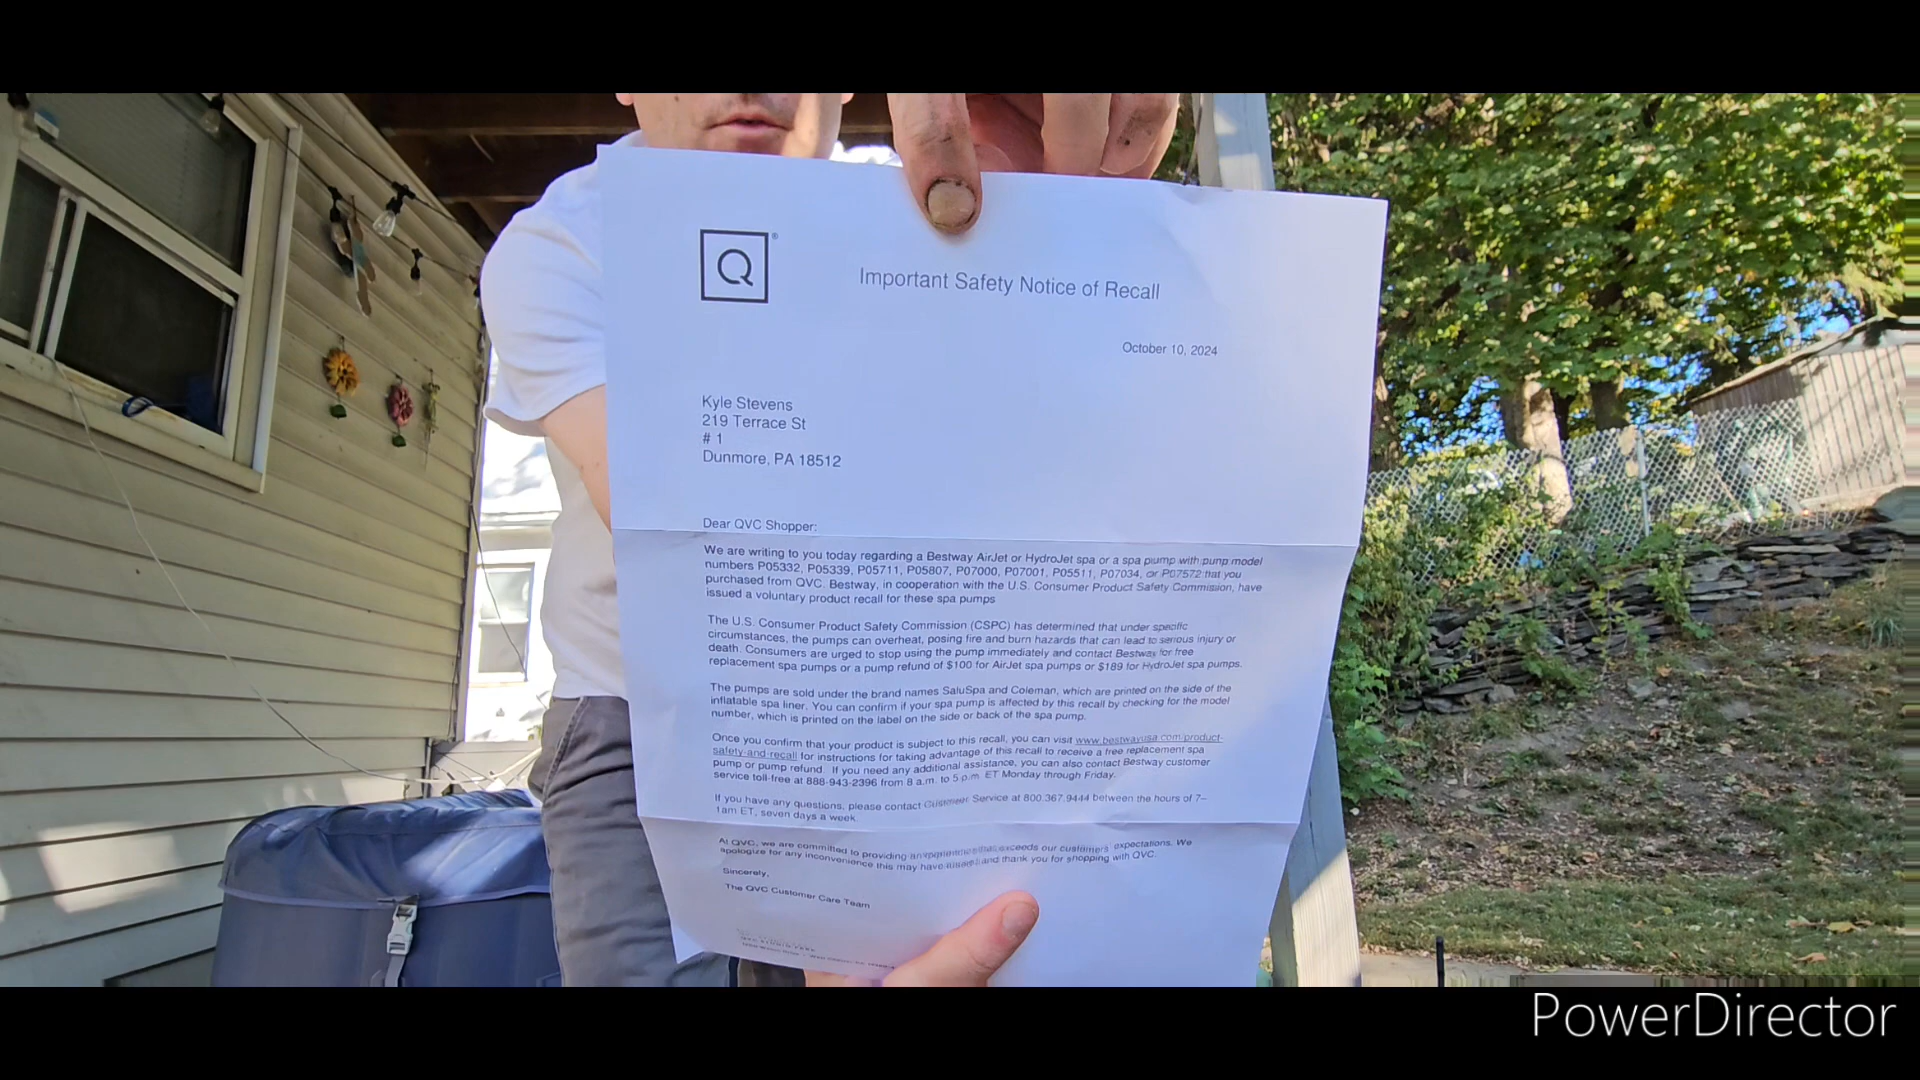 Q®
Important Safety Notice of Recall
October 10, 2024
Kyle Stevens
219 Terrace St
# 1
Dunmore, PA 18512
Dear QVC Shopper:
We are writing to you today regarding a Bestway AirJet or HydroJet spa or a spa pump with pump model
numbers P05332, P05339, P05711, P05807, P07000, P07001, P05511, P07034, or P07572 that you
purchased from QVC. Bestway, in cooperation with the U.S. Consumer Product Safety Commission, have
issued a voluntary product recall for these spa pumps
The U.S. Consumer Product Safety Commission (CSPC) has determined that under specific
circumstances, the pumps can overheat, posing fire and burn hazards that can lead to serious injury or
death. Consumers are urged to stop using the pump immediately and contact Bestway for free
replacement spa pumps or a pump refund of $100 for AirJet spa pumps or $189 for HydroJet spa pumps.
The pumps are sold under the brand names SaluSpa and Coleman, which are printed on the side of the
inflatable spa liner. You can confirm if your spa pump is affected by this recall by checking for the model
number, which is printed on the label on the side or back of the spa pump.
Once you confirm that your product is subject to this recall, you can visit www.bestwayusa.com/product-
safety-and-recall for instructions for taking advantage of this recall to receive a free replacement spa
pump or pump refund. If you need any additional assistance, you can also contact Bestway customer
service toll-free at 888-943-2396 from 8 a.m. to 5 p.m. ET Monday through Friday.
If you have any questions, please contact Customer Service at 800.367.9444 between the hours of 7–
1am ET, seven days a week.
At QVC, we are committed to providing an that exceeds our customers expectations. We
apologize for any inconvenience this may have and thank you for shopping with QVC.
Sincerely,
The QVC Customer Care Team
PowerDirector